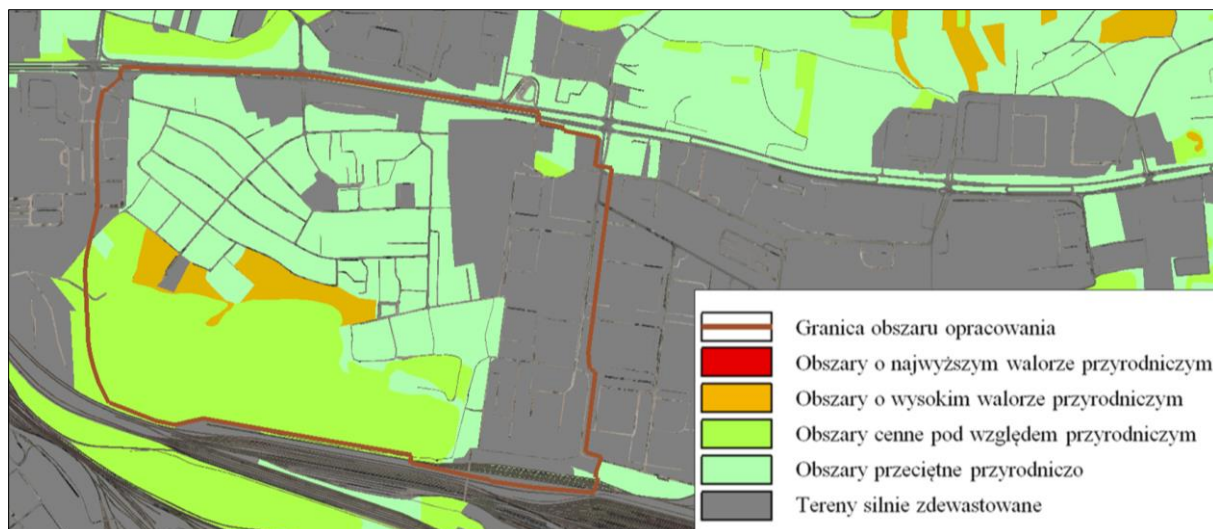 Granica obszaru opracowania
Obszary o najwyższym walorze przyrodniczym
Obszary o wysokim walorze przyrodniczym
Obszary cenne pod względem przyrodniczym
Obszary przeciętne przyrodniczo
Tereny silnie zdewastowane